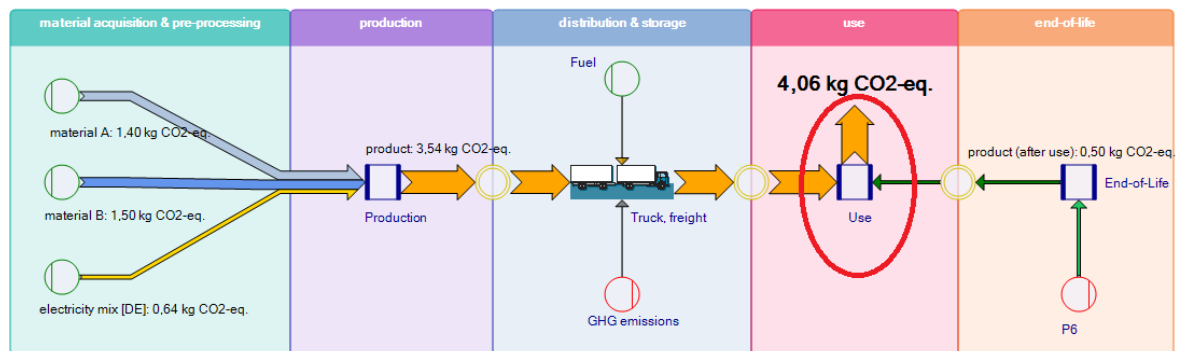 material acquisition & pre-processing
production
distribution & storage
use
end-of-life
Fuel
4,06 kg CO2-eq.
material A: 1,40 kg CO2-eq.
product: 3,54 kg CO2-eq.
product (after use): 0,50 kg CO2-eq.
End-of-Life
material B: 1,50 kg CO2-eq.
Production
Truck, freight
Use
electricity mix [DE]: 0,64 kg CO2-eq.
GHG emissions
P6